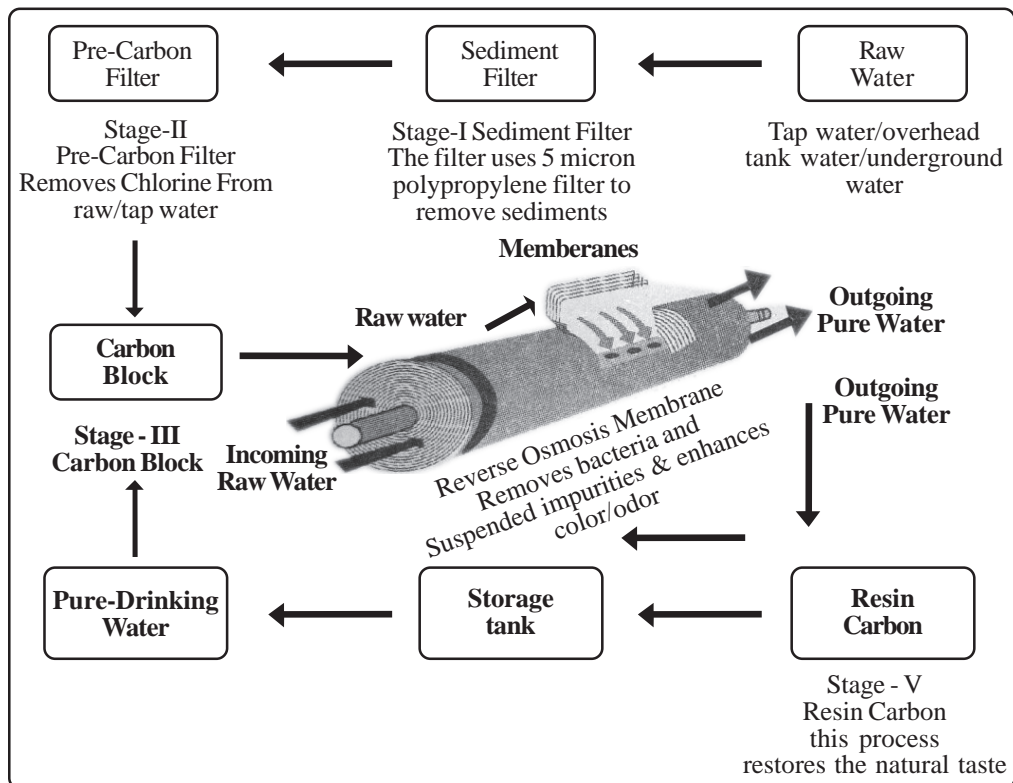 Pre-Carbon
Filter
Sediment
Filter
Raw
Water
Stage-II
Pre-Carbon Filter
Removes Chlorine From
raw/tap water
Stage-I Sediment Filter
The filter uses 5 micron
polypropylene filter to
remove sediments
Tap water/overhead
tank water/underground
water
Memberanes
Raw water
Outgoing
Pure Water
Carbon
Block
Outgoing
Pure Water
Stage - III
Carbon Block
Incoming
Raw Water
Reverse Osmosis Membrane
Removes bacteria and
Suspended impurities & enhances
color/odor
Pure-Drinking
Water
Storage
tank
Resin
Carbon
Stage - V
Resin Carbon
this process
restores the natural taste